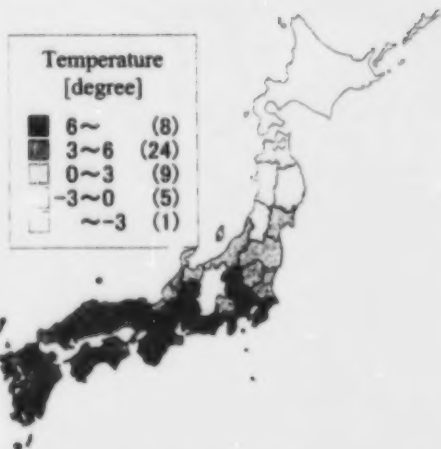 Temperature
[degree]
6～ (8)
3～6 (24)
0～3 (9)
-3～0 (5)
～-3 (1)